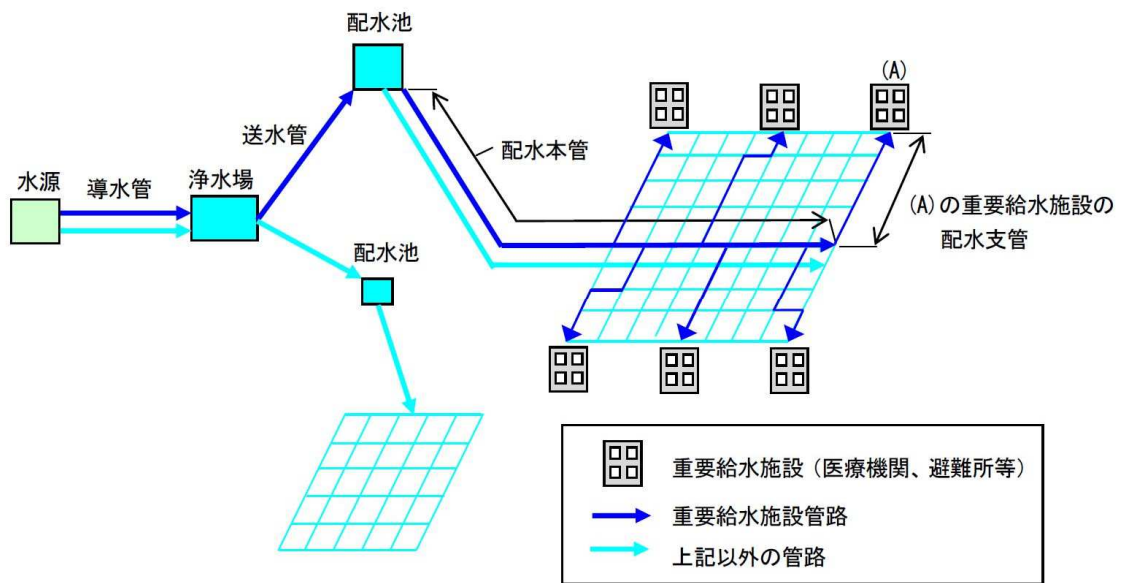 配水池
(A)
送水管
配水本管
水源
導水管
浄水場
(A)の重要給水施設の
配水支管
配水池
重要給水施設(医療機関、避難所等)
重要給水施設管路
上記以外の管路